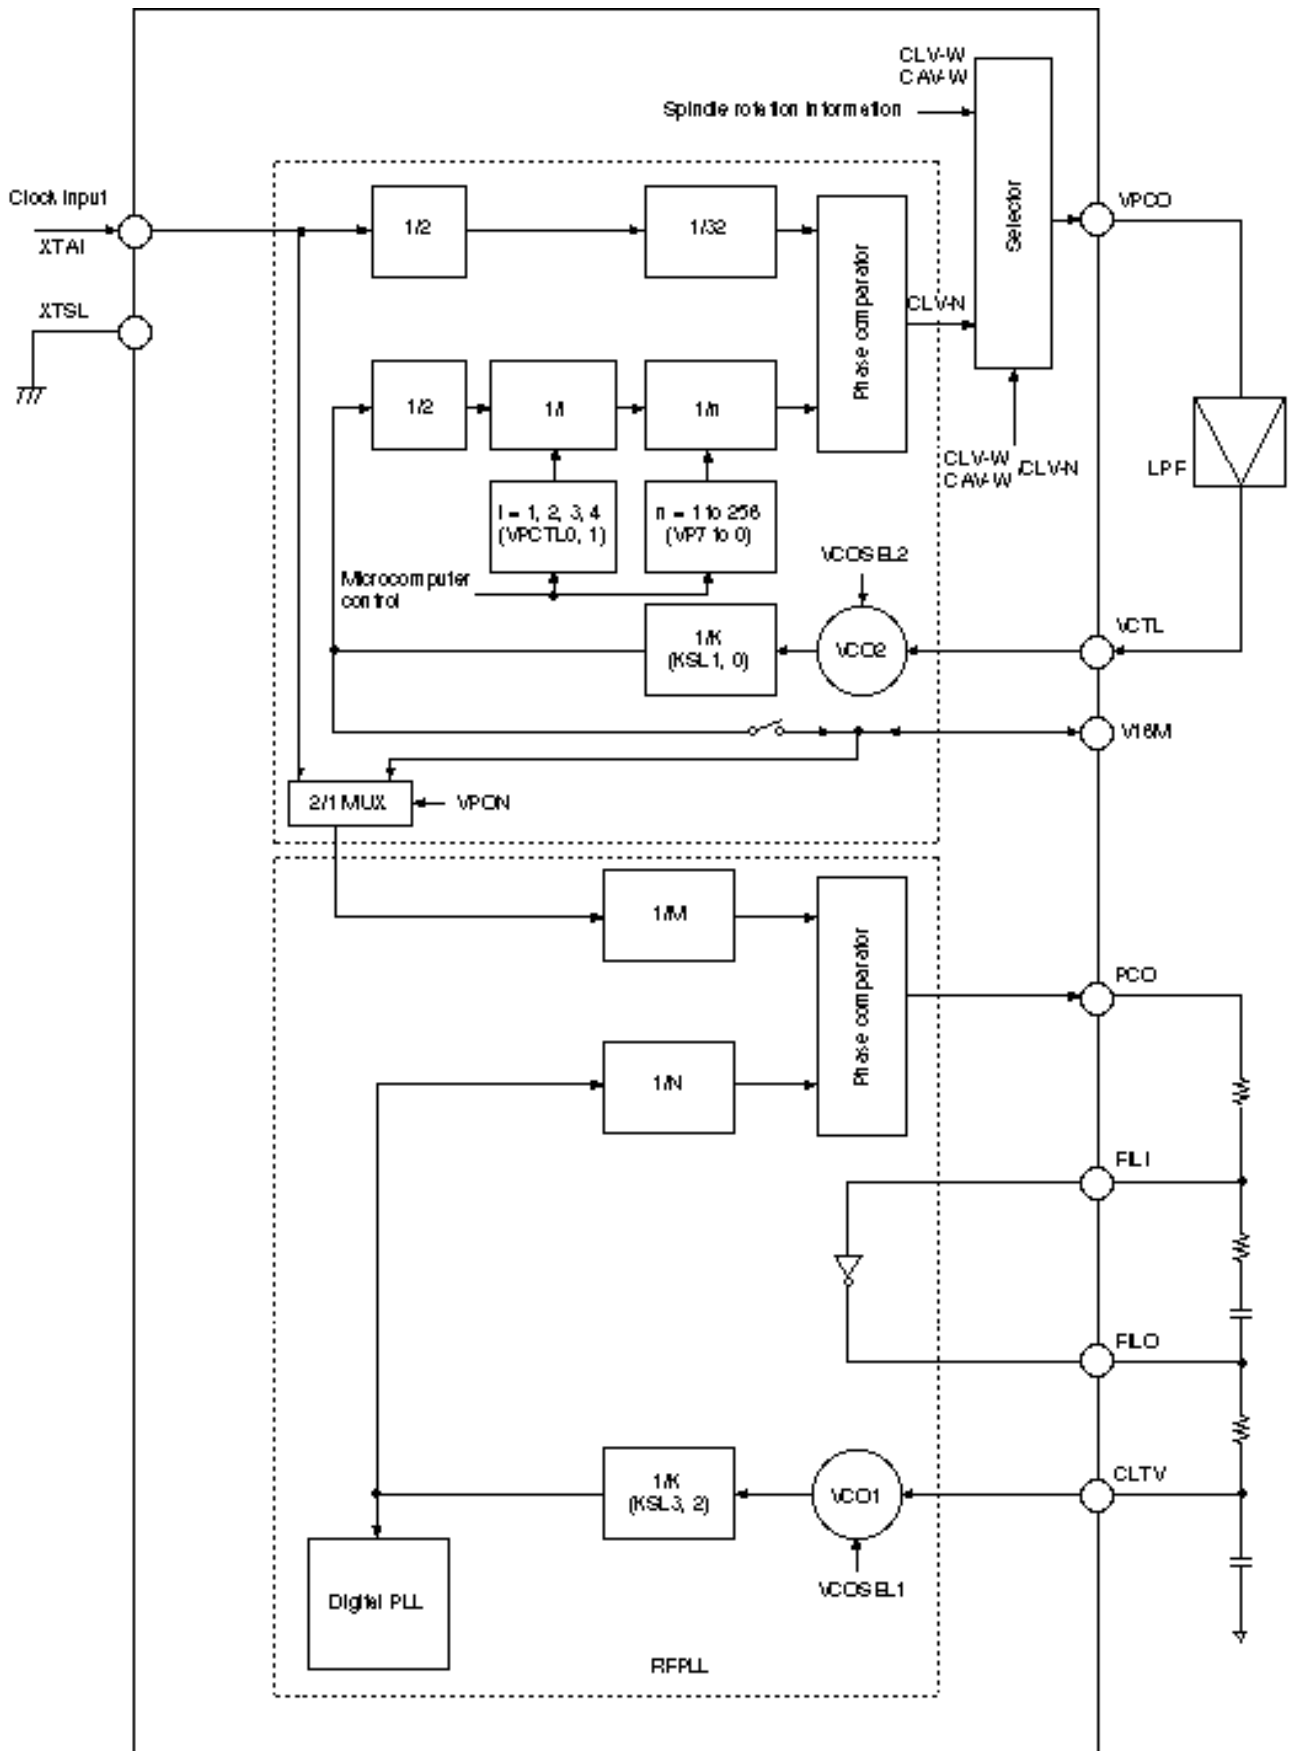 CLV-W
CAV-W
Spindle rotation information
Clock input
XTAI
XTSL
1/2
1/32
Phase comparator
Selector
VPCO
CLV-N
1/2
1/l
1/n
l = 1, 2, 3, 4
(VPCTL0, 1)
n = 1 to 256
(VP7 to 0)
CLV-W
CAV-W
/CLV-N
LPF
Microcomputer
control
VCOSEL2
1/K
(KSL1, 0)
VCO2
VCTL
V16M
2/1 MUX
VPON
1/M
Phase comparator
PCO
1/N
FILI
FILO
1/K
(KSL3, 2)
VCO1
CLTV
VCOSEL1
Digital PLL
RFPLL